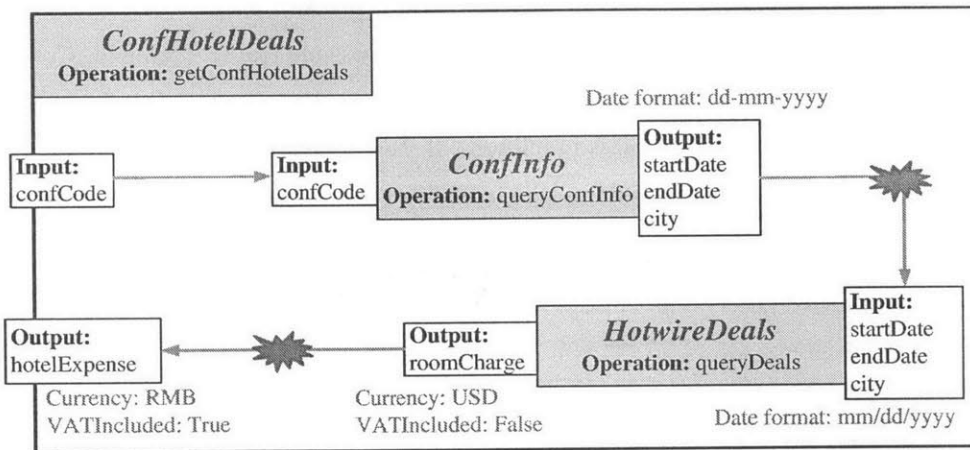 ConfHotelDeals
Operation: getConfHotelDeals
Date format: dd-mm-yyyy
Input:
confCode
Input:
confCode
ConfInfo
Operation: queryConfInfo
Output:
startDate
endDate
city
Output:
hotelExpense
Currency: RMB
VATIncluded: True
Output:
roomCharge
Currency: USD
VATIncluded: False
HotwireDeals
Operation: queryDeals
Input:
startDate
endDate
city
Date format: mm/dd/yyyy